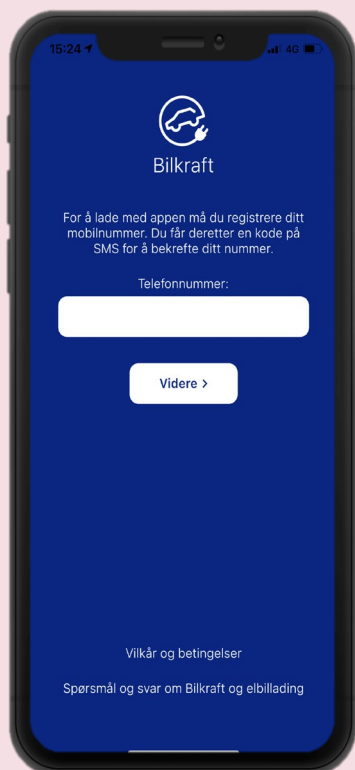 15:24
4G
Bilkraft
For å lade med appen må du registrere ditt
mobilnummer. Du får deretter en kode på
SMS for å bekrefte ditt nummer.
Telefonnummer:
Videre >
Vilkår og betingelser
Spørsmål og svar om Bilkraft og elbillading